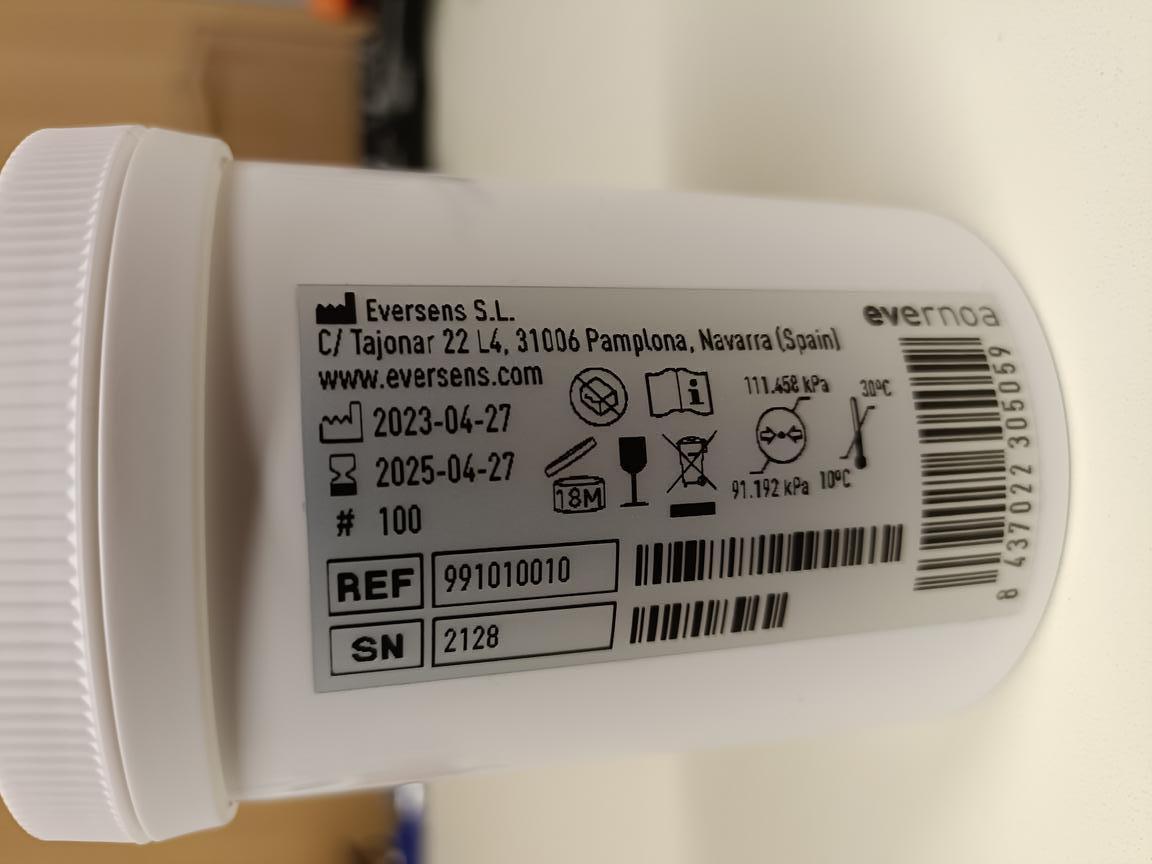 Eversens S.L.
C/ Tajonar 22 L4, 31006 Pamplona, Navarra (Spain)
www.eversens.com
2023-04-27
2025-04-27
# 100
REF 991010010
SN 2128
18M
111.458 kPa
91.192 kPa
30ºC
10ºC
evernoa
8 437022 305059